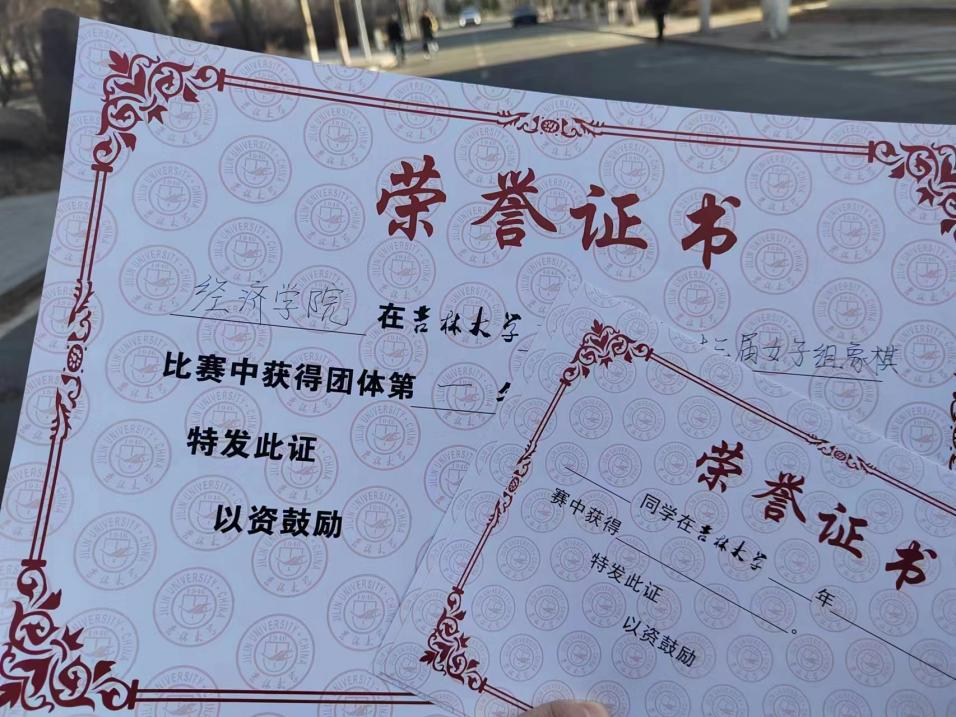 荣誉证书
经济学院 在吉林大学
十三届女子组象棋
比赛中获得团体第一
特发此证
以资鼓励
荣誉证书
同学在吉林大学 年
赛中获得 。
特发此证
以资鼓励